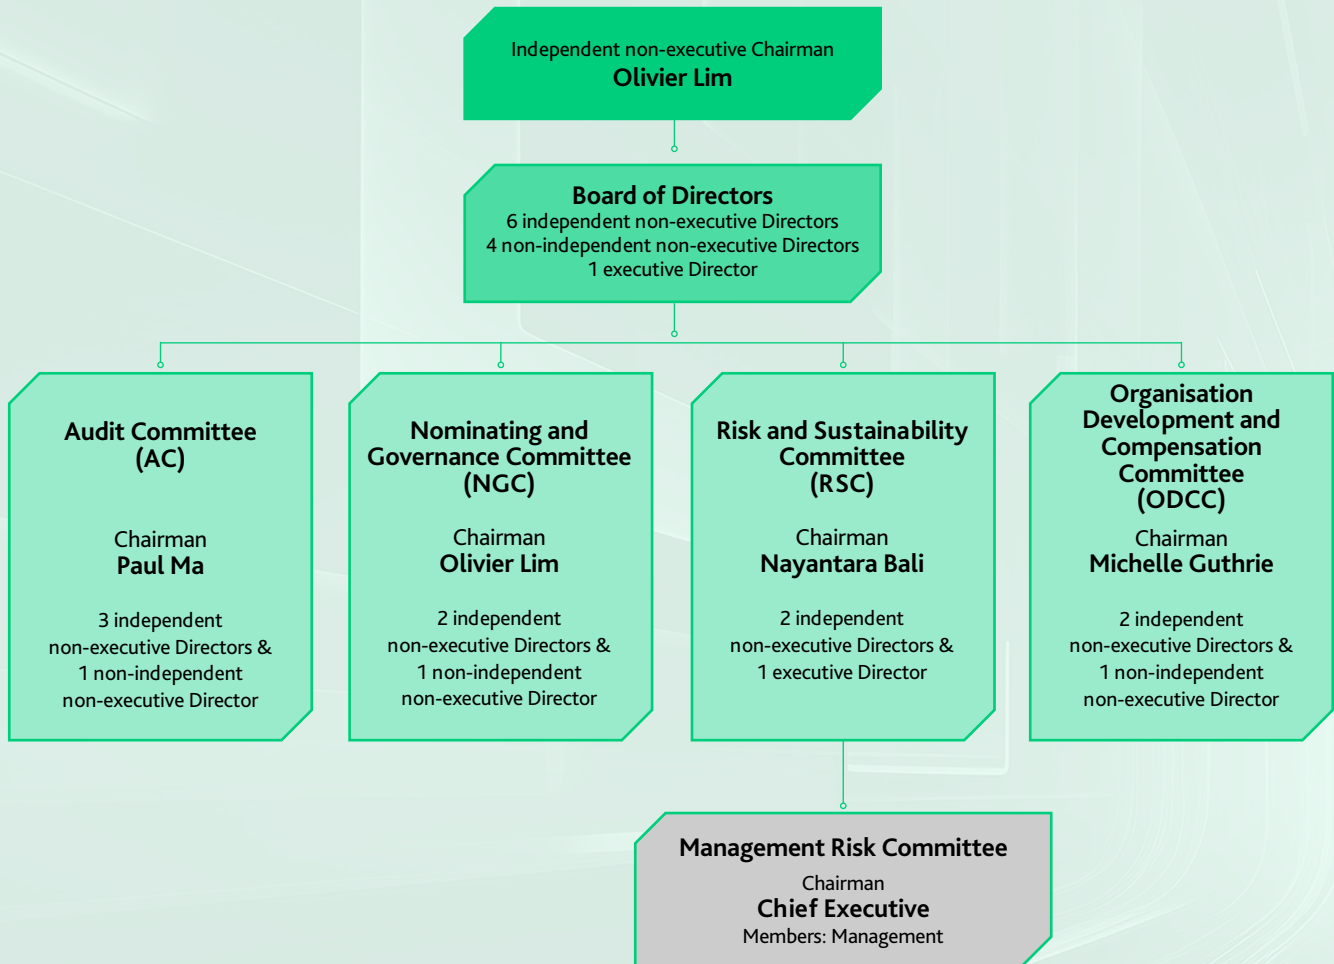 Independent non-executive Chairman
Olivier Lim
Board of Directors
6 independent non-executive Directors
4 non-independent non-executive Directors
1 executive Director
Audit Committee
(AC)
Chairman
Paul Ma
3 independent
non-executive Directors &
1 non-independent
non-executive Director
Nominating and
Governance Committee
(NGC)
Chairman
Olivier Lim
2 independent
non-executive Directors &
1 non-independent
non-executive Director
Risk and Sustainability
Committee
(RSC)
Chairman
Nayantara Bali
2 independent
non-executive Directors &
1 executive Director
Organisation
Development and
Compensation
Committee
(ODCC)
Chairman
Michelle Guthrie
2 independent
non-executive Directors &
1 non-independent
non-executive Director
Management Risk Committee
Chairman
Chief Executive
Members: Management